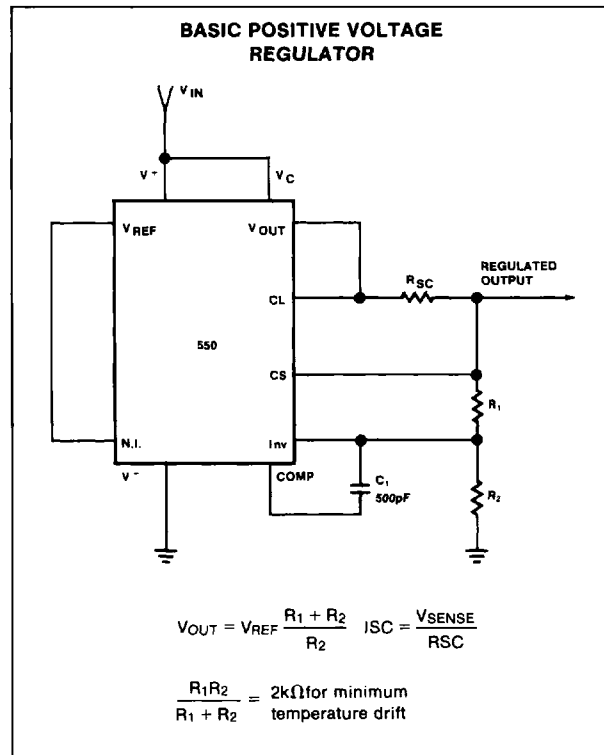 BASIC POSITIVE VOLTAGE
REGULATOR
VIN
V+
VC
VREF
VOUT
RSC
REGULATED
OUTPUT
CL
550
CS
R1
N.I.
Inv
V-
COMP
C1
500pF
R2
VOUT = VREF (R1 + R2)/R2 ISC = VSENSE/RSC
R1R2/(R1 + R2) = 2kΩ for minimum
temperature drift